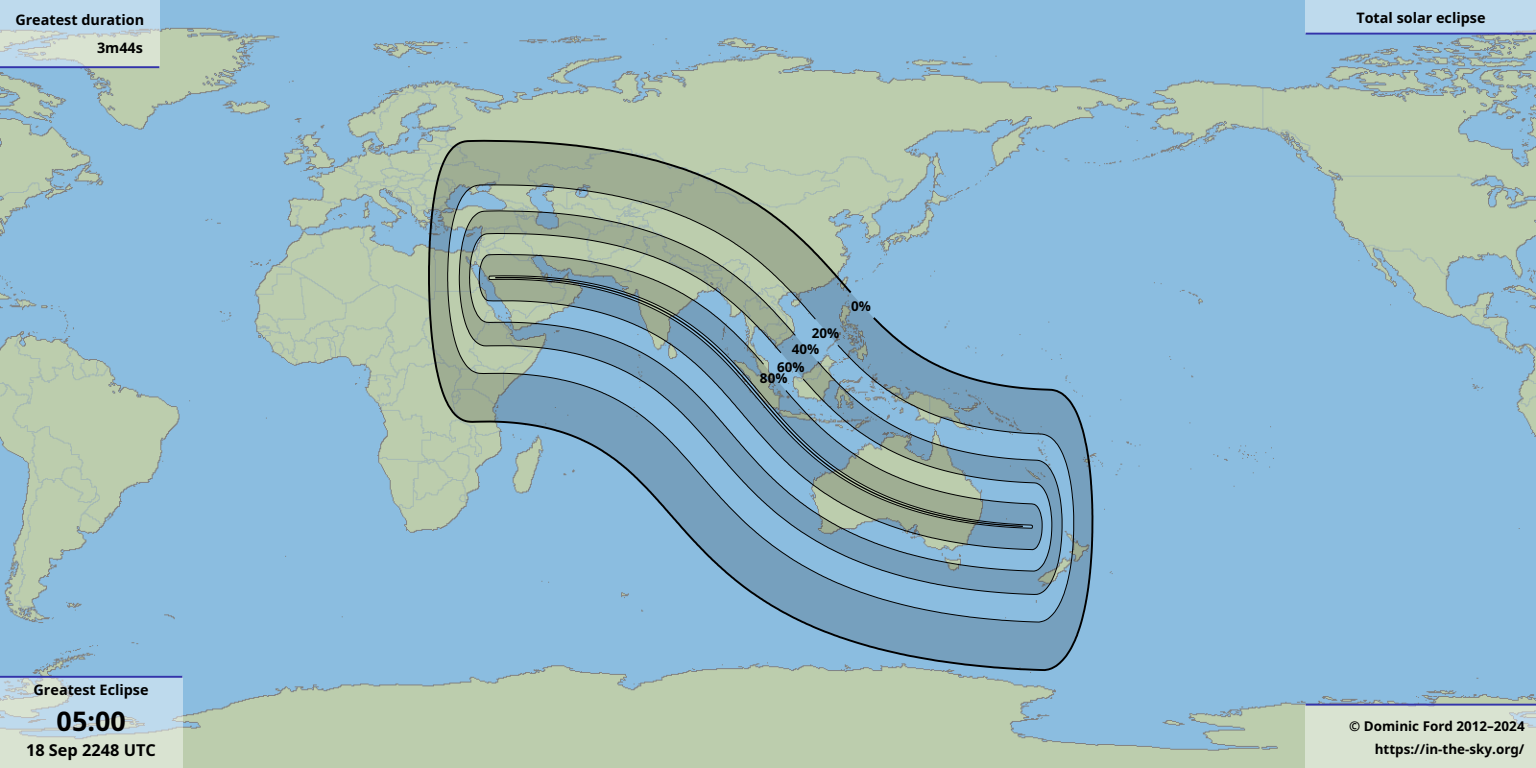 Greatest duration
3m44s
Total solar eclipse
0%
20%
40%
60%
80%
Greatest Eclipse
05:00
18 Sep 2248 UTC
© Dominic Ford 2012–2024
https://in-the-sky.org/